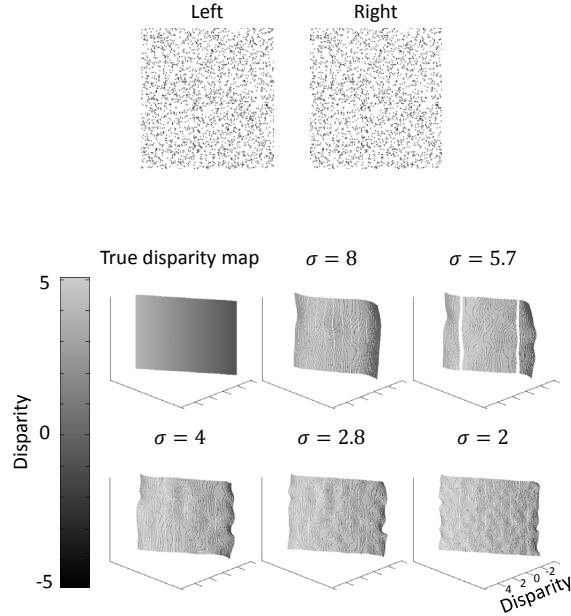 Left Right
True disparity map σ = 8 σ = 5.7
5
Disparity
0
σ = 4 σ = 2.8 σ = 2
-5
4 2 0 -2
Disparity